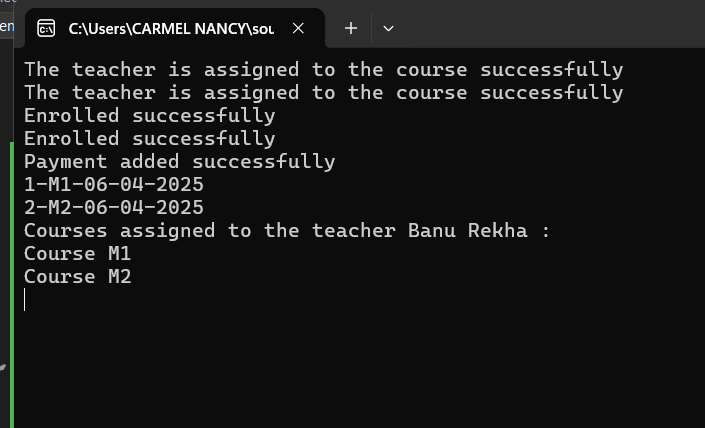 en
C:\Users\CARMEL NANCY\sou
The teacher is assigned to the course successfully
The teacher is assigned to the course successfully
Enrolled successfully
Enrolled successfully
Payment added successfully
1-M1-06-04-2025
2-M2-06-04-2025
Courses assigned to the teacher Banu Rekha :
Course M1
Course M2